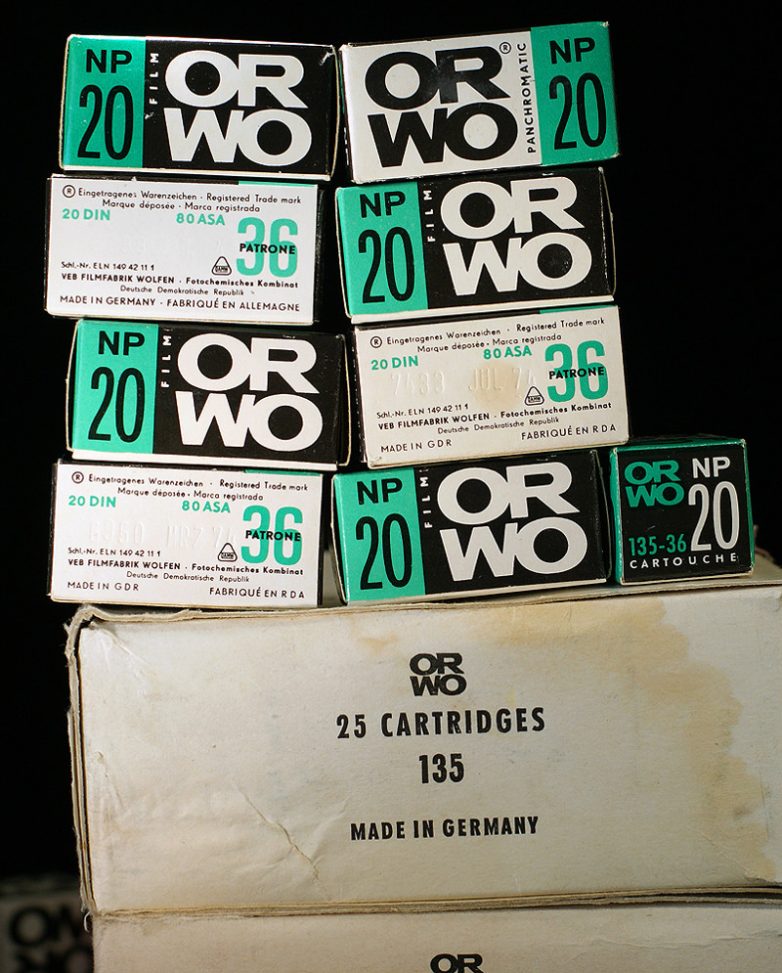 NP
20
FILM
OR
WO
OR
WO
®
PANCHROMATIC
NP
20
® Eingetragenes Warenzeichen · Registered Trade mark
Marque déposée · Marca registrada
20 DIN 80 ASA
36
PATRONE
Schl.-Nr. ELN 149 42 11 1
VEB FILMFABRIK WOLFEN · Fotochemisches Kombinat
Deutsche Demokratische Republik
MADE IN GERMANY · FABRIQUÉ EN ALLEMAGNE
NP
20
FILM
OR
WO
NP
20
FILM
OR
WO
® Eingetragenes Warenzeichen · Registered Trade mark
Marque déposée · Marca registrada
20 DIN 80 ASA
36
PATRONE
JUL
Schl.-Nr. ELN 149 42 11 1
VEB FILMFABRIK WOLFEN · Fotochemisches Kombinat
Deutsche Demokratische Republik
MADE IN GDR FABRIQUÉ EN RDA
® Eingetragenes Warenzeichen · Registered Trade mark
Marque déposée · Marca registrada
20 DIN 80 ASA
36
PATRONE
Schl.-Nr. ELN 149 42 11 1
VEB FILMFABRIK WOLFEN · Fotochemisches Kombinat
Deutsche Demokratische Republik
MADE IN GDR FABRIQUÉ EN RDA
NP
20
FILM
OR
WO
OR
WO
NP
20
135-36
CARTOUCHE
OR
WO
25 CARTRIDGES
135
MADE IN GERMANY
OR
OR
WO